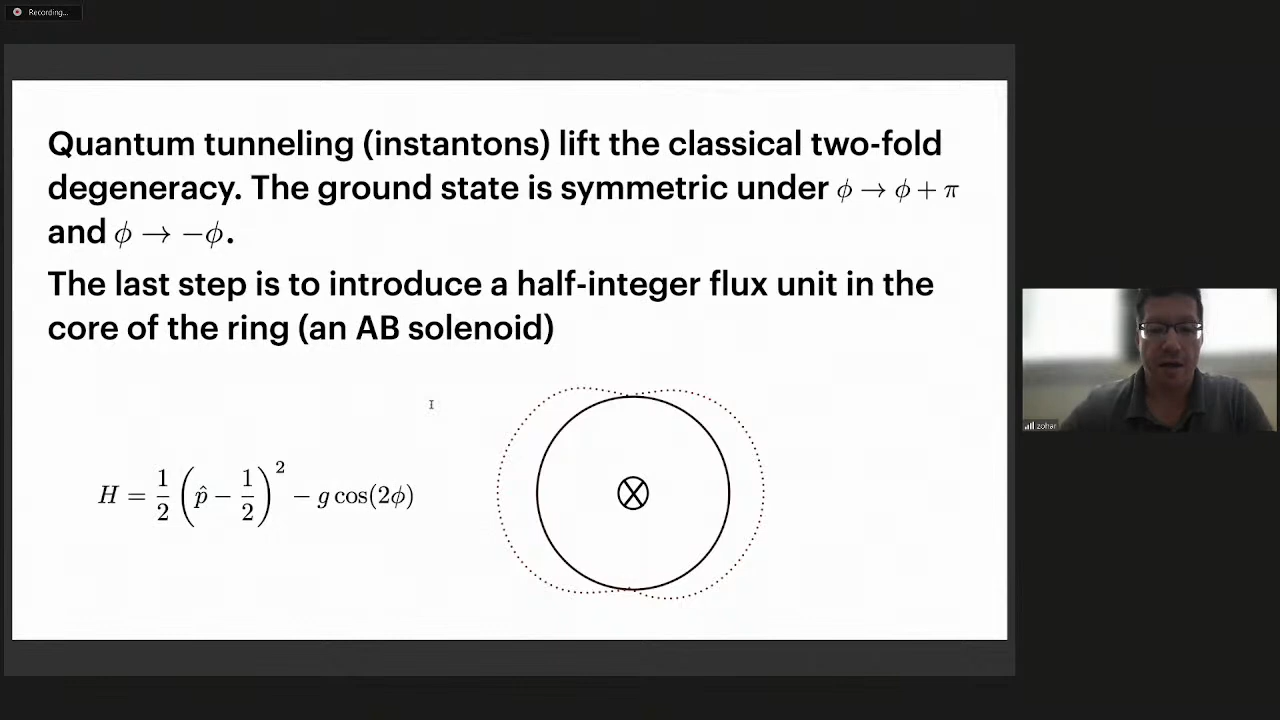 Recording...
Quantum tunneling (instantons) lift the classical two-fold
degeneracy. The ground state is symmetric under ϕ → ϕ + π
and ϕ → −ϕ.
The last step is to introduce a half-integer flux unit in the
core of the ring (an AB solenoid)
H = 1/2 (p̂ − 1/2)² − g cos(2ϕ)
zohar